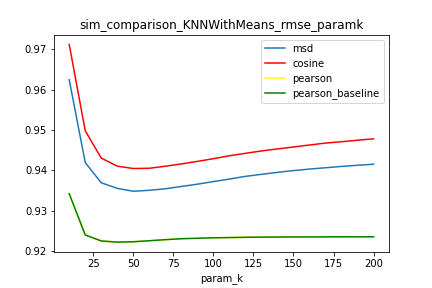 sim_comparison_KNNWithMeans_rmse_paramk
msd
cosine
pearson
pearson_baseline
0.97
0.96
0.95
0.94
0.93
0.92
25 50 75 100 125 150 175 200
param_k